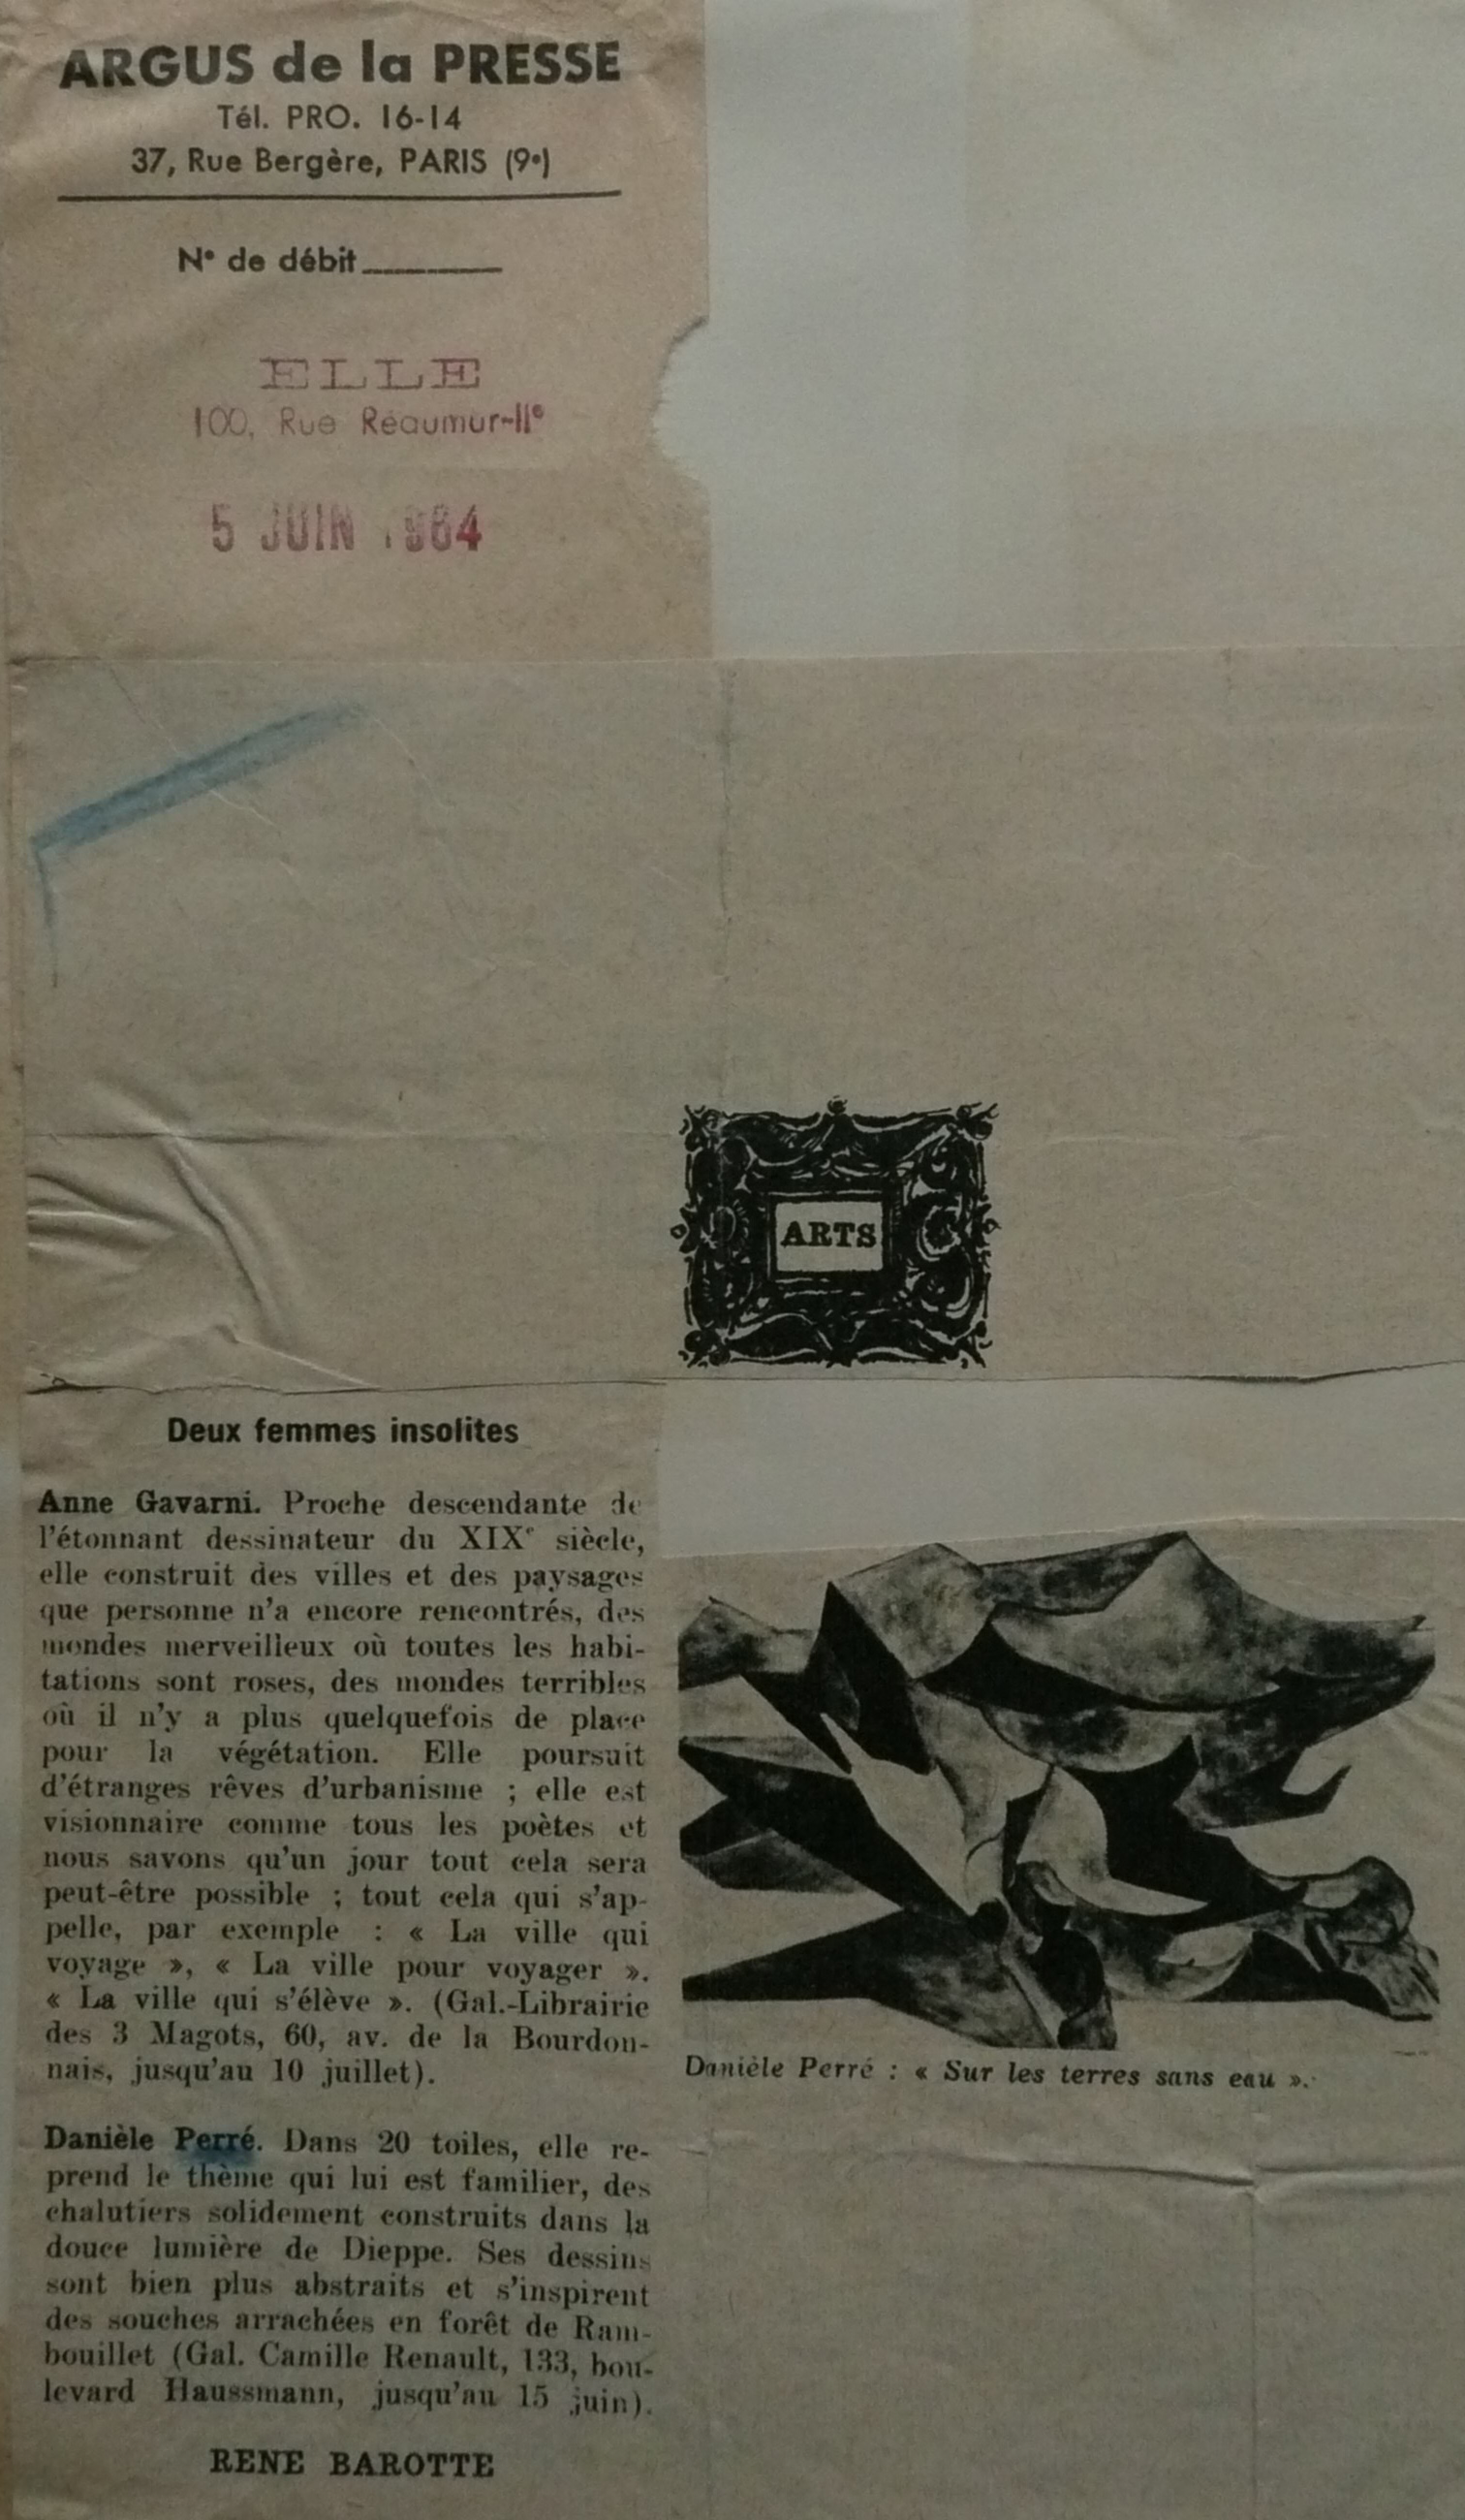 ARGUS de la PRESSE
Tél. PRO. 16-14
37, Rue Bergère, PARIS (9e)
N° de débit
ELLE
100, Rue Réaumur-IIe
5 JUIN 1964
ARTS
Deux femmes insolites
Anne Gavarni. Proche descendante de
l'étonnant dessinateur du XIXe siècle,
elle construit des villes et des paysages
que personne n'a encore rencontrés, des
mondes merveilleux où toutes les habi-
tations sont roses, des mondes terribles
où il n'y a plus quelquefois de place
pour la végétation. Elle poursuit
d'étranges rêves d'urbanisme ; elle est
visionnaire comme tous les poètes et
nous savons qu'un jour tout cela sera
peut-être possible ; tout cela qui s'ap-
pelle, par exemple : « La ville qui
voyage », « La ville pour voyager ».
« La ville qui s'élève ». (Gal.-Librairie
des 3 Magots, 60, av. de la Bourdon-
nais, jusqu'au 10 juillet).
Danièle Perré : « Sur les terres sans eau ».
Danièle Perré. Dans 20 toiles, elle re-
prend le thème qui lui est familier, des
chalutiers solidement construits dans la
douce lumière de Dieppe. Ses dessins
sont bien plus abstraits et s'inspirent
des souches arrachées en forêt de Ram-
bouillet (Gal. Camille Renault, 133, bou-
levard Haussmann, jusqu'au 15 juin).
RENE BAROTTE